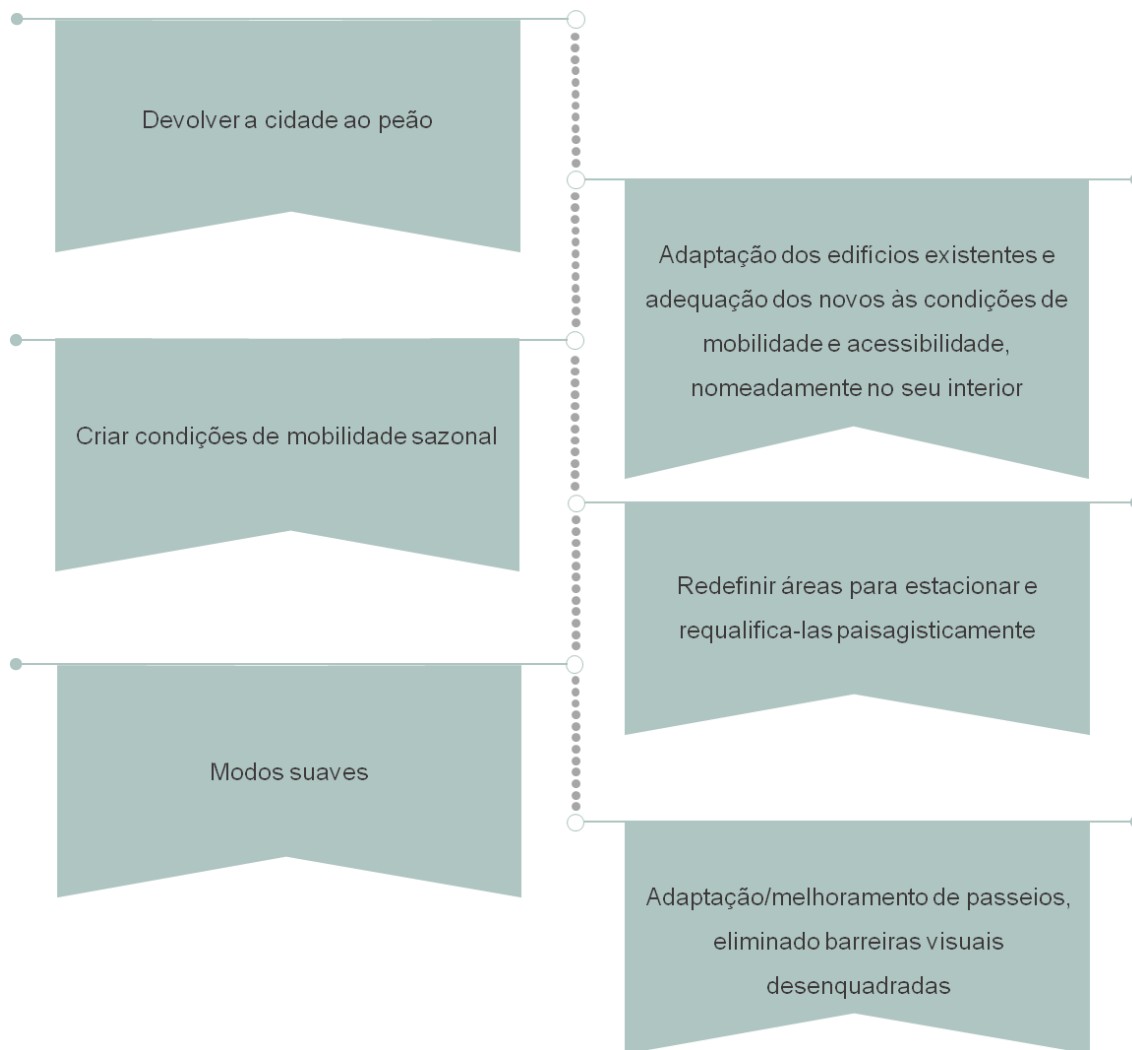 Devolver a cidade ao peão
Adaptação dos edifícios existentes e
adequação dos novos às condições de
mobilidade e acessibilidade,
nomeadamente no seu interior
Criar condições de mobilidade sazonal
Redefinir áreas para estacionar e
requalifica-las paisagisticamente
Modos suaves
Adaptação/melhoramento de passeios,
eliminado barreiras visuais
desenquadradas